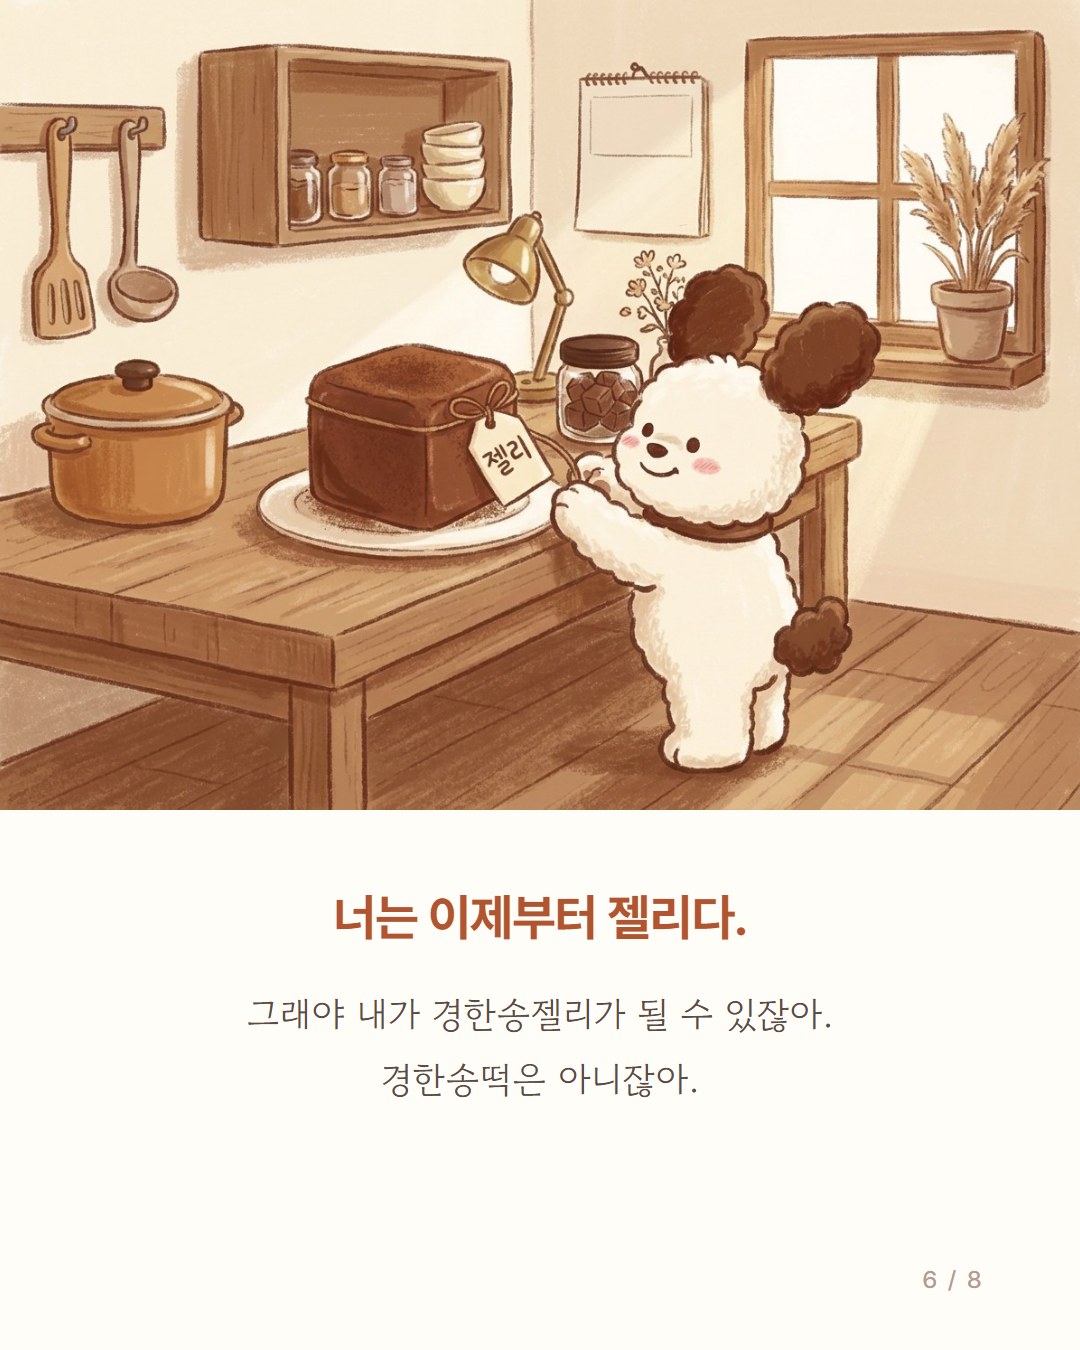 젤리
너는 이제부터 젤리다.
그래야 내가 경한송젤리가 될 수 있잖아.
경한송떡은 아니잖아.
6 / 8